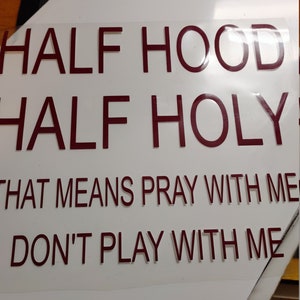 HALF HOOD
HALF HOLY
THAT MEANS PRAY WITH ME
DON'T PLAY WITH ME